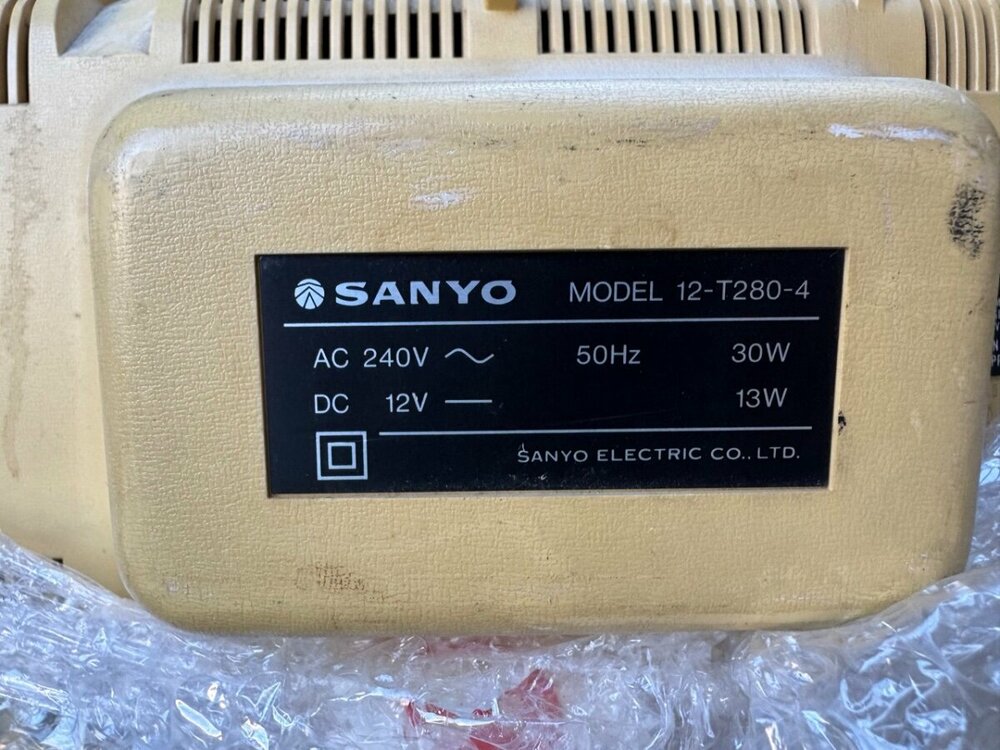 SANYO MODEL 12-T280-4
AC 240V ~ 50Hz 30W
DC 12V — 13W
SANYO ELECTRIC CO., LTD.